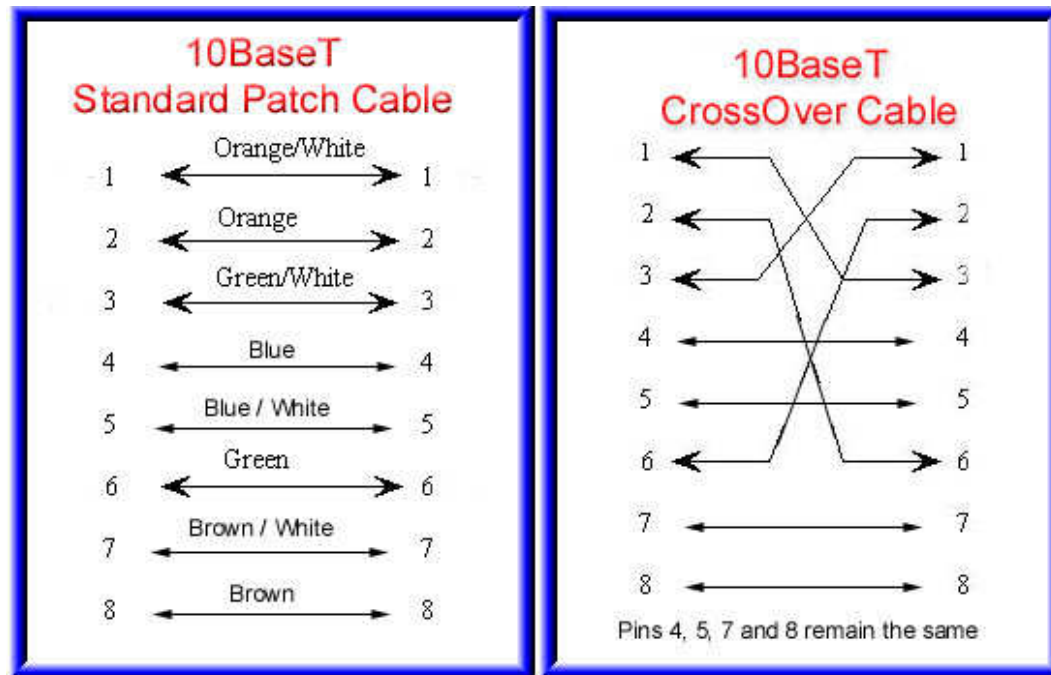 10BaseT
Standard Patch Cable
Orange/White
1 1
Orange
2 2
Green/White
3 3
Blue
4 4
Blue / White
5 5
Green
6 6
Brown / White
7 7
Brown
8 8
10BaseT
CrossOver Cable
1 1
2 2
3 3
4 4
5 5
6 6
7 7
8 8
Pins 4, 5, 7 and 8 remain the same